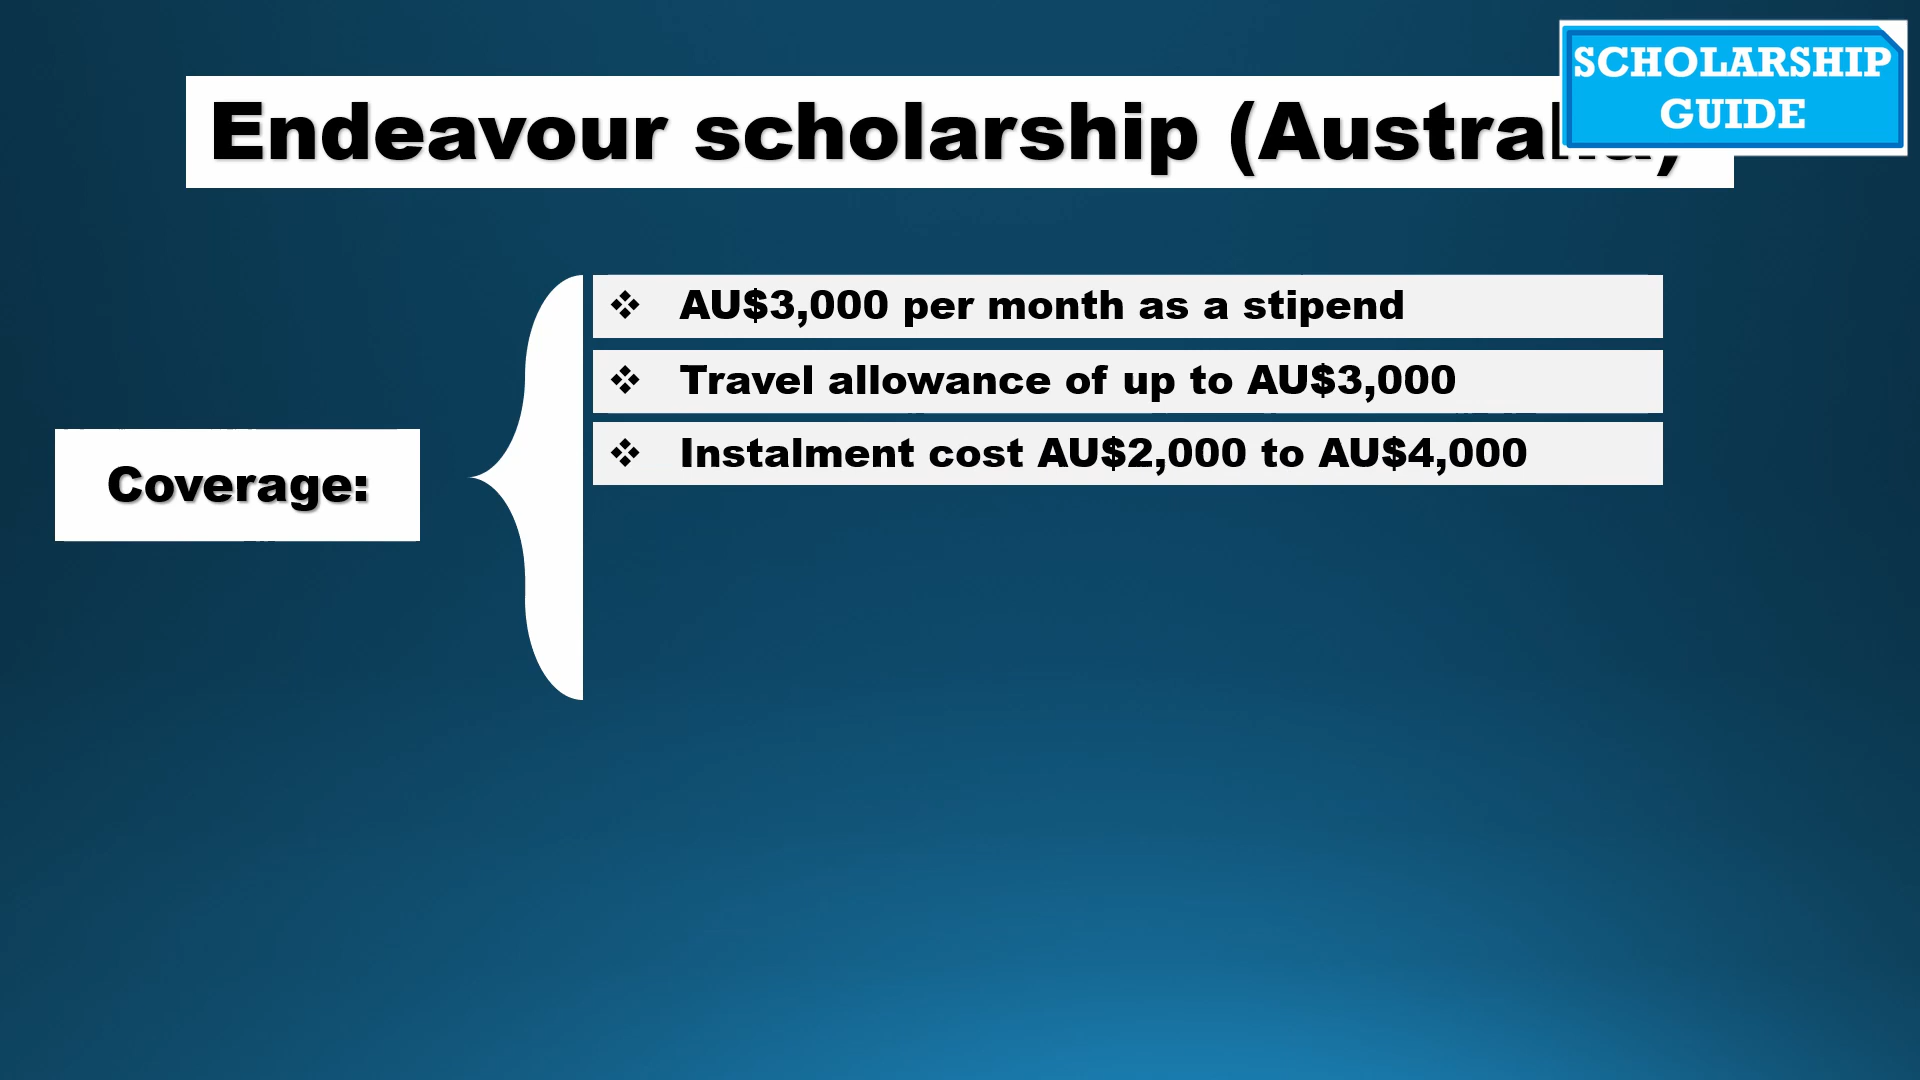 SCHOLARSHIP
GUIDE
Endeavour scholarship
❖ AU$3,000 per month as a stipend
❖ Travel allowance of up to AU$3,000
❖ Instalment cost AU$2,000 to AU$4,000
Coverage: